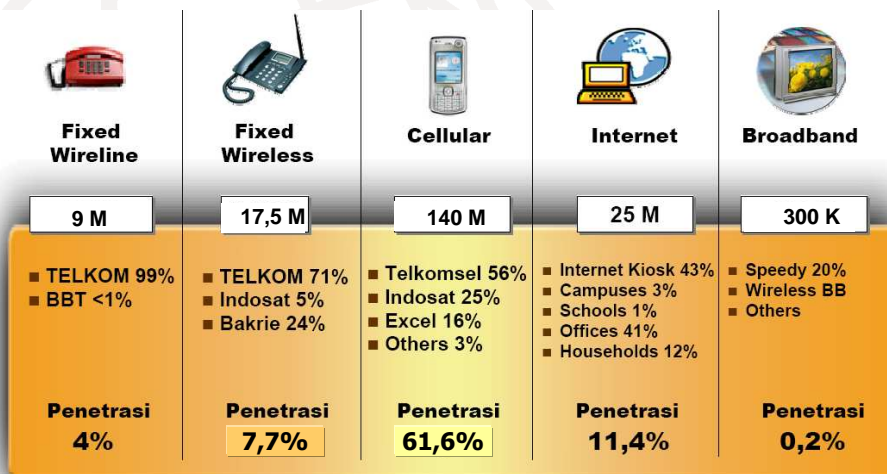 Fixed
Wireline
9 M
■ TELKOM 99%
■ BBT <1%
Penetrasi
4%
Fixed
Wireless
17,5 M
■ TELKOM 71%
■ Indosat 5%
■ Bakrie 24%
Penetrasi
7,7%
Cellular
140 M
■ Telkomsel 56%
■ Indosat 25%
■ Excel 16%
■ Others 3%
Penetrasi
61,6%
Internet
25 M
■ Internet Kiosk 43%
■ Campuses 3%
■ Schools 1%
■ Offices 41%
■ Households 12%
Penetrasi
11,4%
Broadband
300 K
■ Speedy 20%
■ Wireless BB
■ Others
Penetrasi
0,2%